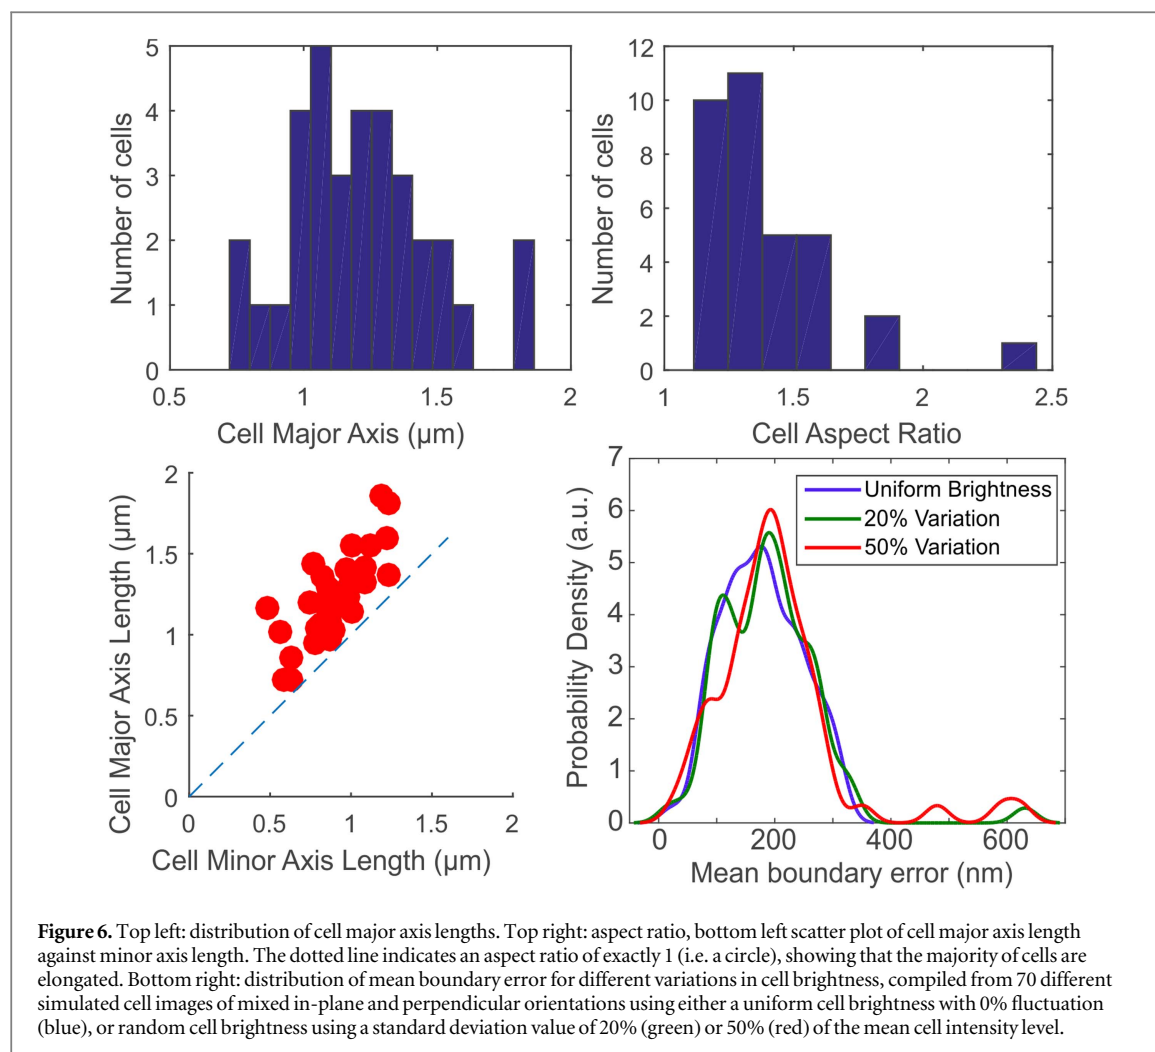 5
4
3
2
1
0
0.5
1
1.5
2
Number of cells
Cell Major Axis (μm)
12
10
8
6
4
2
0
1
1.5
2
2.5
Number of cells
Cell Aspect Ratio
2
1.5
1
0.5
0
0
0.5
1
1.5
2
Cell Major Axis Length (μm)
Cell Minor Axis Length (μm)
7
6
5
4
3
2
1
0
0
200
400
600
Probability Density (a.u.)
Mean boundary error (nm)
Uniform Brightness
20% Variation
50% Variation
Figure 6. Top left: distribution of cell major axis lengths. Top right: aspect ratio, bottom left scatter plot of cell major axis length
against minor axis length. The dotted line indicates an aspect ratio of exactly 1 (i.e. a circle), showing that the majority of cells are
elongated. Bottom right: distribution of mean boundary error for different variations in cell brightness, compiled from 70 different
simulated cell images of mixed in-plane and perpendicular orientations using either a uniform cell brightness with 0% fluctuation
(blue), or random cell brightness using a standard deviation value of 20% (green) or 50% (red) of the mean cell intensity level.